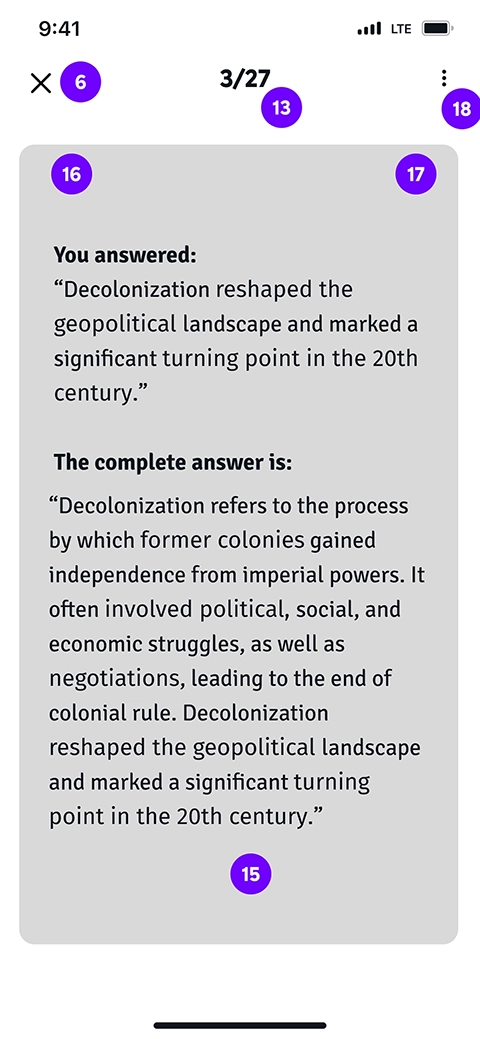 9:41 LTE
6 3/27
13 18
16 17
You answered:
“Decolonization reshaped the
geopolitical landscape and marked a
significant turning point in the 20th
century.”
The complete answer is:
“Decolonization refers to the process
by which former colonies gained
independence from imperial powers. It
often involved political, social, and
economic struggles, as well as
negotiations, leading to the end of
colonial rule. Decolonization
reshaped the geopolitical landscape
and marked a significant turning
point in the 20th century.”
15